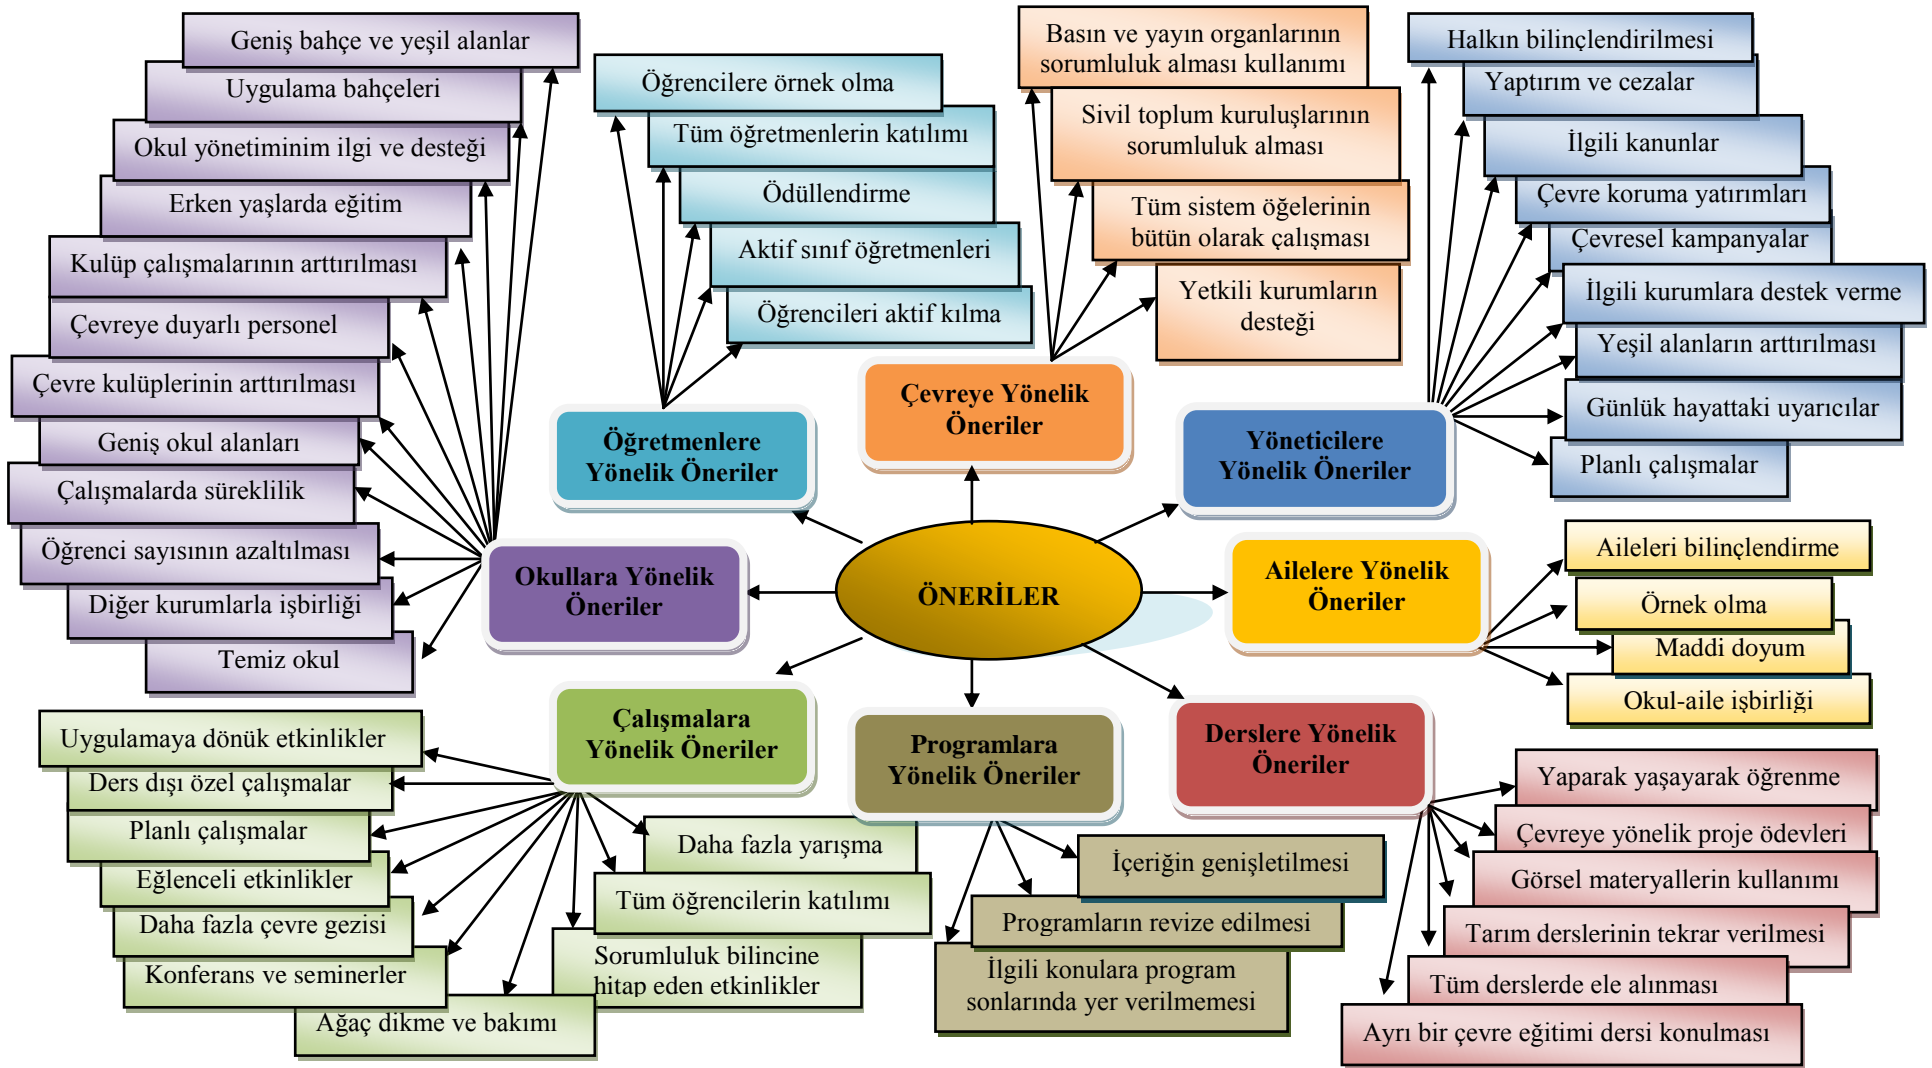 Geniş bahçe ve yeşil alanlar
Uygulama bahçeleri
Okul yönetiminim ilgi ve desteği
Erken yaşlarda eğitim
Kulüp çalışmalarının arttırılması
Çevreye duyarlı personel
Çevre kulüplerinin arttırılması
Geniş okul alanları
Çalışmalarda süreklilik
Öğrenci sayısının azaltılması
Diğer kurumlarla işbirliği
Temiz okul
Okullara Yönelik
Öneriler
Öğrencilere örnek olma
Tüm öğretmenlerin katılımı
Ödüllendirme
Aktif sınıf öğretmenleri
Öğrencileri aktif kılma
Öğretmenlere
Yönelik Öneriler
Basın ve yayın organlarının
sorumluluk alması kullanımı
Sivil toplum kuruluşlarının
sorumluluk alması
Tüm sistem öğelerinin
bütün olarak çalışması
Yetkili kurumların
desteği
Çevreye Yönelik
Öneriler
Halkın bilinçlendirilmesi
Yaptırım ve cezalar
İlgili kanunlar
Çevre koruma yatırımları
Çevresel kampanyalar
İlgili kurumlara destek verme
Yeşil alanların arttırılması
Günlük hayattaki uyarıcılar
Planlı çalışmalar
Yöneticilere
Yönelik Öneriler
ÖNERİLER
Ailelere Yönelik
Öneriler
Aileleri bilinçlendirme
Örnek olma
Maddi doyum
Okul-aile işbirliği
Çalışmalara
Yönelik Öneriler
Uygulamaya dönük etkinlikler
Ders dışı özel çalışmalar
Planlı çalışmalar
Eğlenceli etkinlikler
Daha fazla çevre gezisi
Konferans ve seminerler
Ağaç dikme ve bakımı
Daha fazla yarışma
Tüm öğrencilerin katılımı
Sorumluluk bilincine
hitap eden etkinlikler
Programlara
Yönelik Öneriler
İçeriğin genişletilmesi
Programların revize edilmesi
İlgili konulara program
sonlarında yer verilmemesi
Derslere Yönelik
Öneriler
Yaparak yaşayarak öğrenme
Çevreye yönelik proje ödevleri
Görsel materyallerin kullanımı
Tarım derslerinin tekrar verilmesi
Tüm derslerde ele alınması
Ayrı bir çevre eğitimi dersi konulması